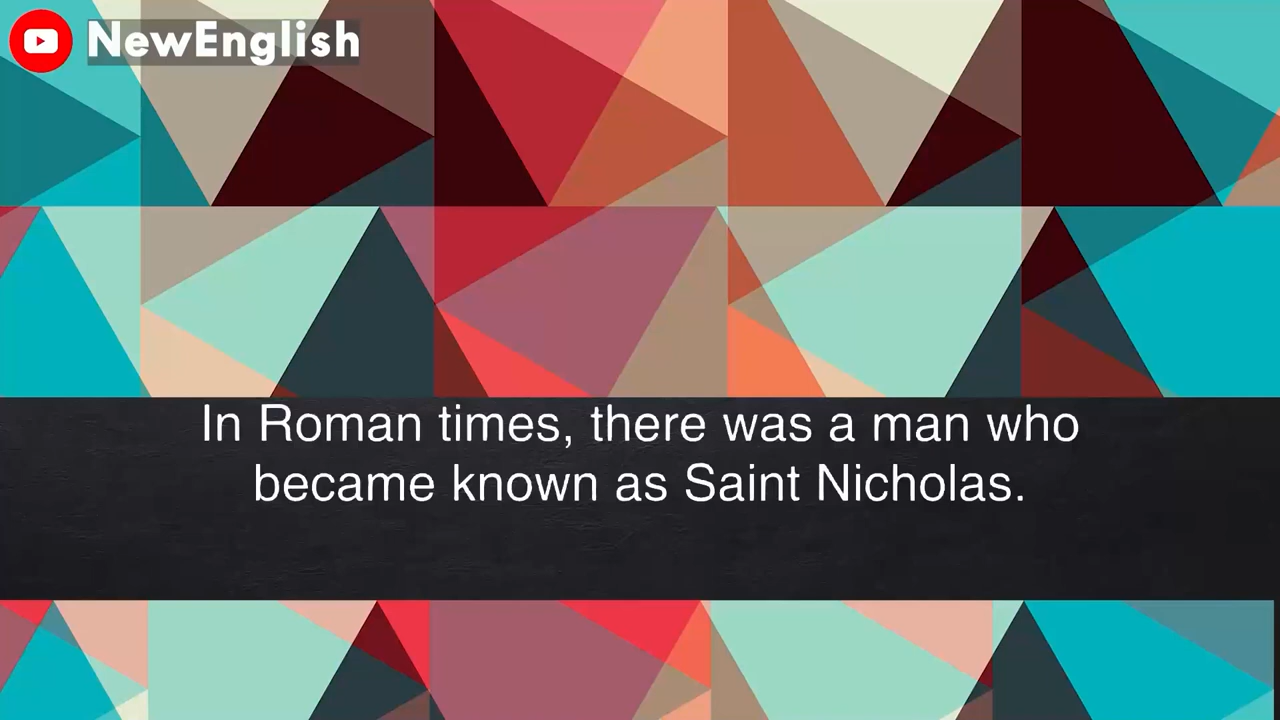 NewEnglish
In Roman times, there was a man who
became known as Saint Nicholas.